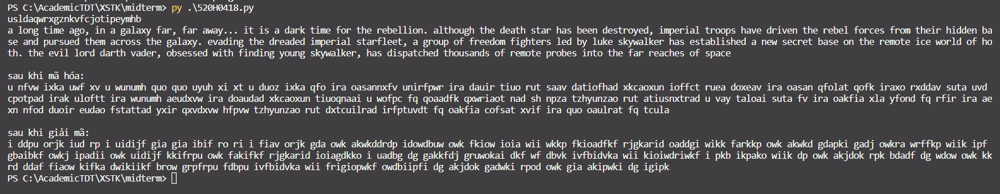 PS C:\AcademicTDT\XSTK\midterm> py .\520H0418.py
usldaqwrxgznkvfcjotipeymhb
a long time ago, in a galaxy far, far away... it is a dark time for the rebellion. although the death star has been destroyed, imperial troops have driven the rebel forces from their hidden ba
se and pursued them across the galaxy. evading the dreaded imperial starfleet, a group of freedom fighters led by luke skywalker has established a new secret base on the remote ice world of ho
th. the evil lord darth vader, obsessed with finding young skywalker, has dispatched thousands of remote probes into the far reaches of space
sau khi mã hóa:
u nfvw ixka uwf xv u wunumh quo quo uyuh xi xt u duoz ixka qfo ira oasannxfv unirfpwr ira dauir tiuo rut saav datiofhad xkcaoxun ioffct ruea doxeav ira oasan qfolat qofk iraxo rxddav suta uvd
cpotpad irak uloftt ira wunumh aeudxvw ira doaudad xkcaoxun tiuoqnaai u wofpc fq qoaadfk qxwriaot nad sh npza tzhyunzao rut atiusnxtrad u vay taloai suta fv ira oakfia xla yfond fq rfir ira ae
xn nfod duoir eudao fstattad yxir qxvdxvw hfpvw tzhyunzao rut dxtcuilrad irfptuvdt fq oakfia cofsat xvif ira quo oaulrat fq tcula
sau khi giải mã:
i ddpu orjk iud rp i uidijf gia gia ibif ro ri i fiav orjk gda owk akwkddrdp idowdbuw owk fkiow ioia wii wkkp fkioadfkf rjgkarid oaddgi wikk farkkp owk akwkd gdapki gadj owkra wrffkp wiik ipf
gbaibkf owkj ipadii owk uidijf kkifrpu owk fakifkf rjgkarid ioiagdkko i uadbg dg gakkfdj gruwokai dkf wf dbvk ivfbidvka wii kioiwdriwkf i pkb ikpako wiik dp owk akjdok rpk bdadf dg wdow owk kk
rd ddaf fiaow kifka dwikiikf brow grpfrpu fdbpu ivfbidvka wii frigiopwkf owdbiipfi dg akjdok gadwki rpod owk gia akipwki dg igipk
PS C:\AcademicTDT\XSTK\midterm>